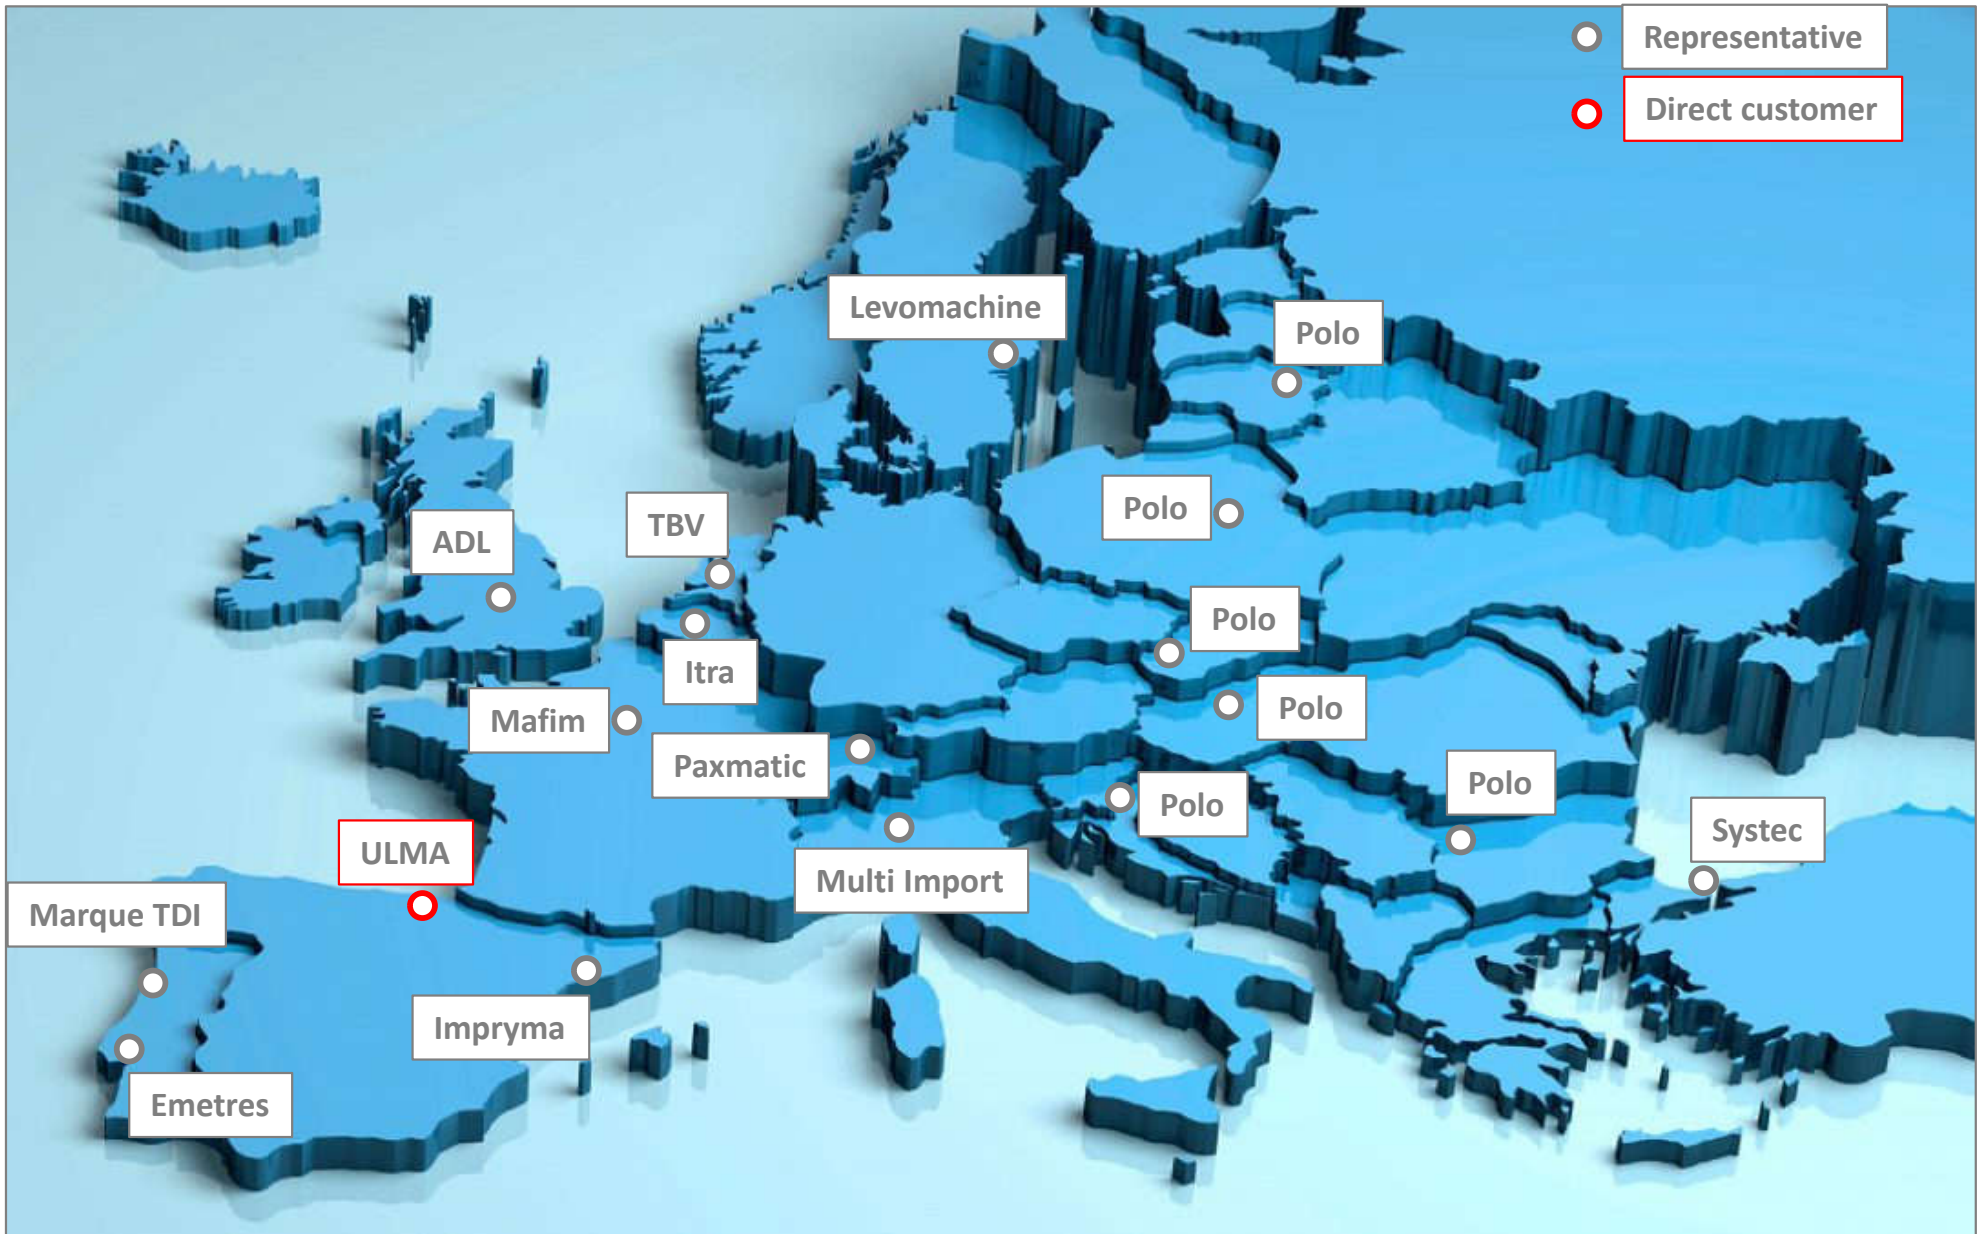 Representative
Direct customer
Levomachine
Polo
Polo
TBV
ADL
Polo
Itra
Polo
Mafim
Paxmatic
Polo
Polo
Systec
ULMA
Multi Import
Marque TDI
Impryma
Emetres